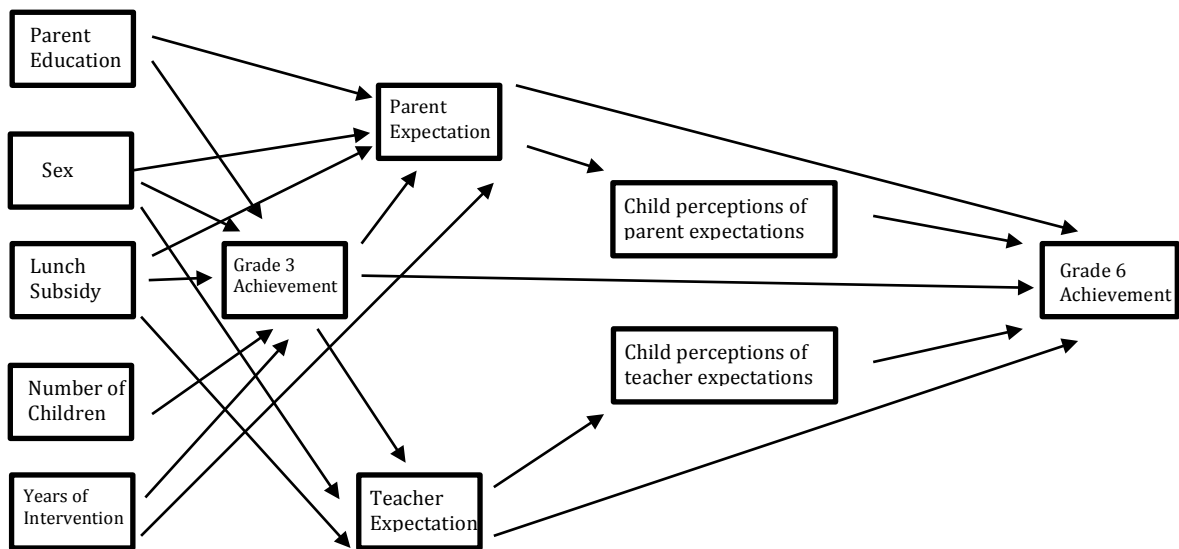 Parent
Education
Sex
Lunch
Subsidy
Number of
Children
Years of
Intervention
Grade 3
Achievement
Parent
Expectation
Teacher
Expectation
Child perceptions of
parent expectations
Child perceptions of
teacher expectations
Grade 6
Achievement